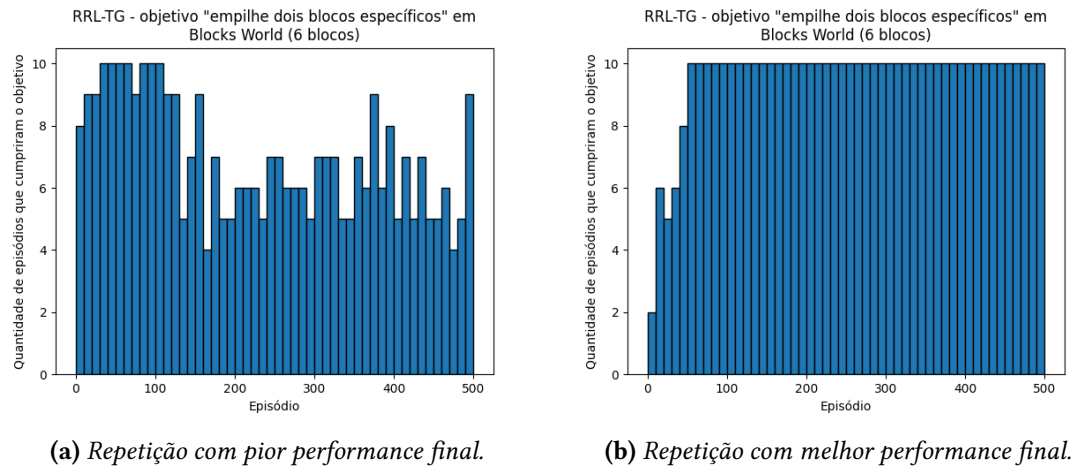 RRL-TG - objetivo "empilhe dois blocos específicos" em
Blocks World (6 blocos)
Quantidade de episódios que cumpriram o objetivo
10
8
6
4
2
0
0 100 200 300 400 500
Episódio
(a) Repetição com pior performance final.
RRL-TG - objetivo "empilhe dois blocos específicos" em
Blocks World (6 blocos)
Quantidade de episódios que cumpriram o objetivo
10
8
6
4
2
0
0 100 200 300 400 500
Episódio
(b) Repetição com melhor performance final.